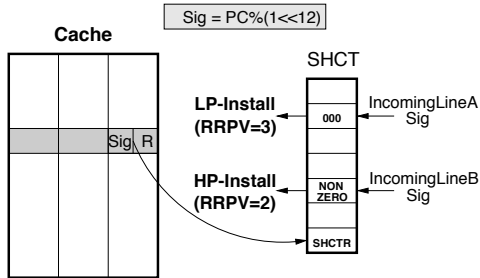 Sig = PC%(1<<12)
Cache
SHCT
LP-Install
(RRPV=3)
000
IncomingLineA
Sig
Sig R
HP-Install
(RRPV=2)
NON
ZERO
IncomingLineB
Sig
SHCTR